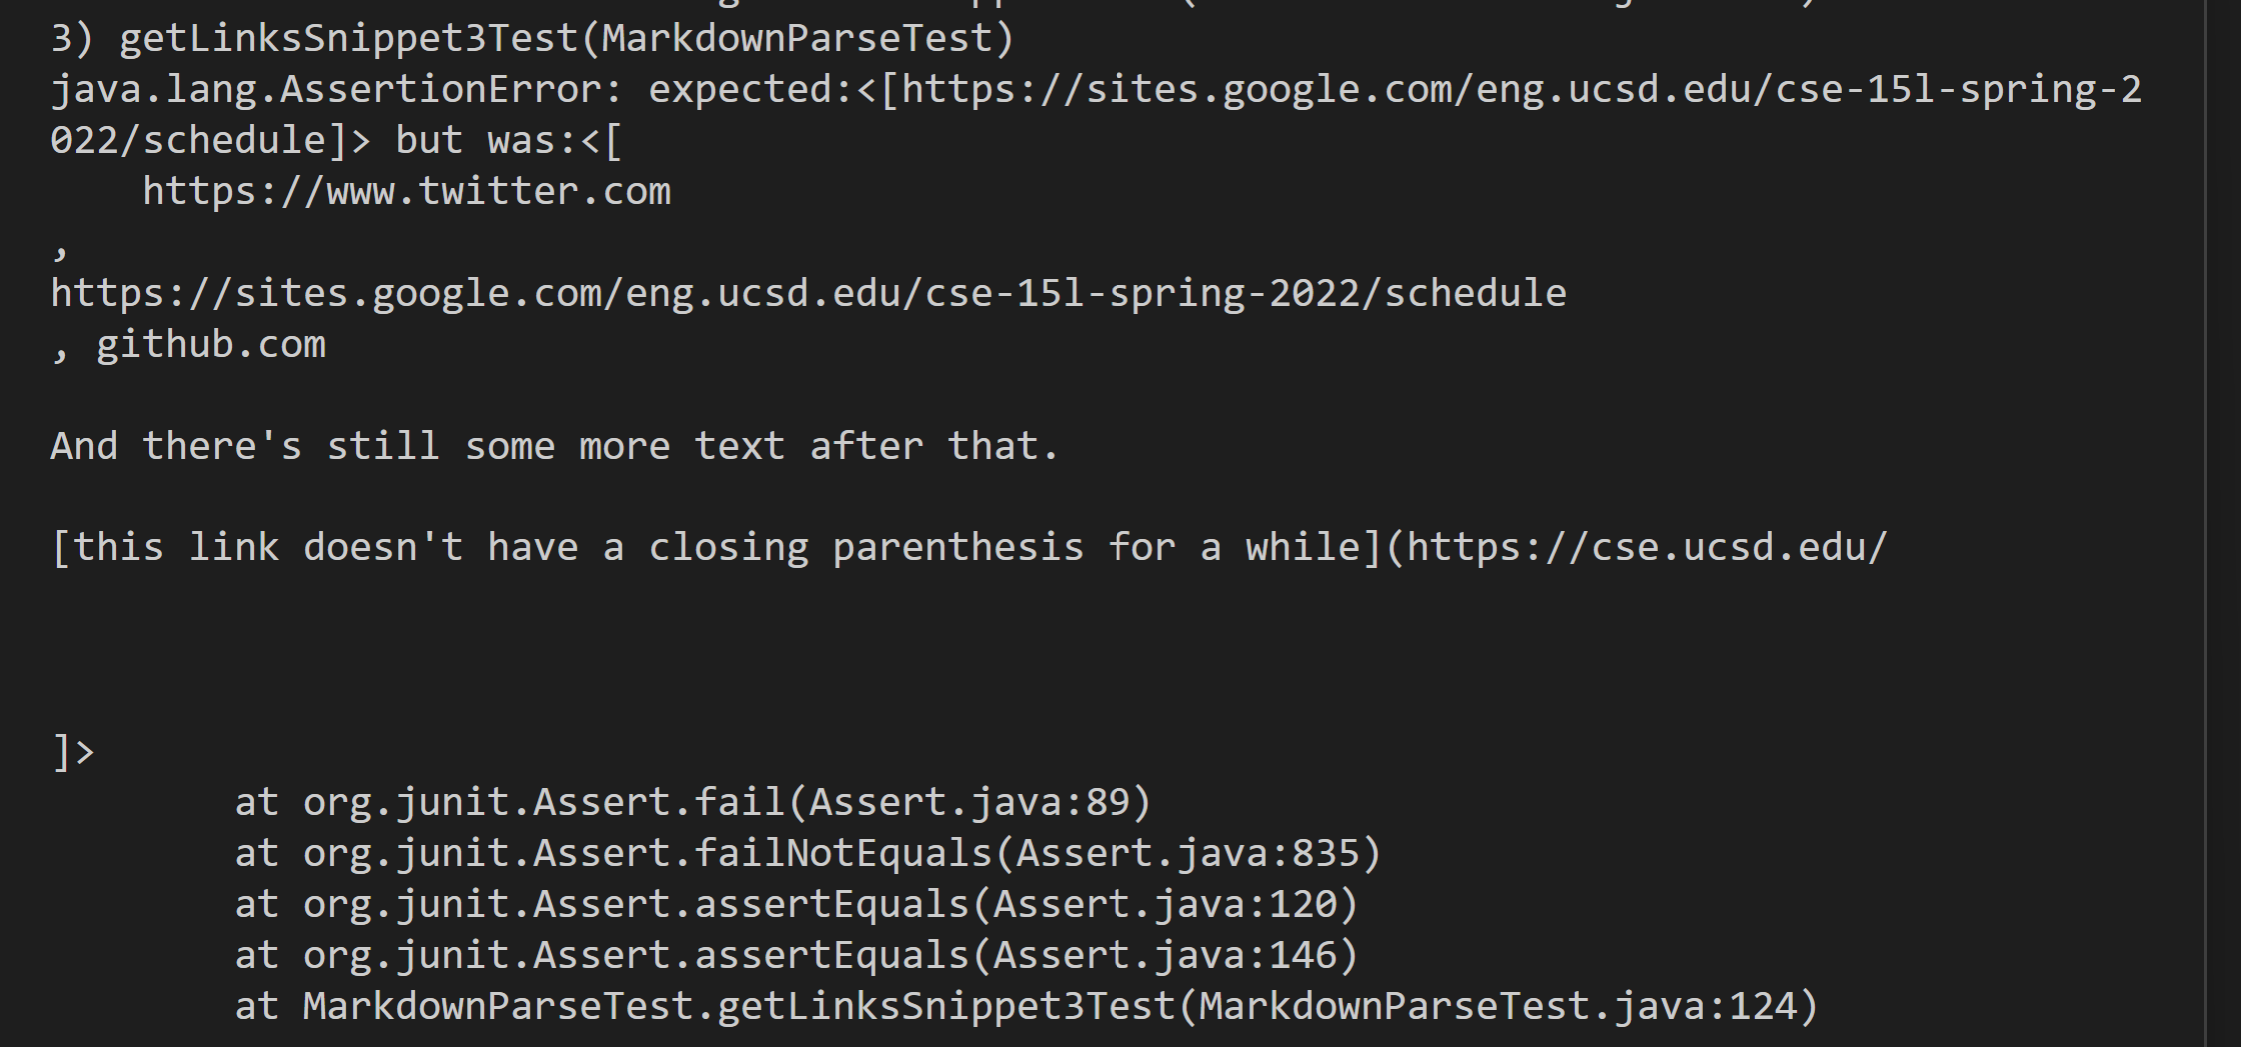 3) getLinksSnippet3Test(MarkdownParseTest)
java.lang.AssertionError: expected:<[https://sites.google.com/eng.ucsd.edu/cse-15l-spring-2
022/schedule]> but was:<[
    https://www.twitter.com
,
https://sites.google.com/eng.ucsd.edu/cse-15l-spring-2022/schedule
, github.com
And there's still some more text after that.
[this link doesn't have a closing parenthesis for a while](https://cse.ucsd.edu/
]>
        at org.junit.Assert.fail(Assert.java:89)
        at org.junit.Assert.failNotEquals(Assert.java:835)
        at org.junit.Assert.assertEquals(Assert.java:120)
        at org.junit.Assert.assertEquals(Assert.java:146)
        at MarkdownParseTest.getLinksSnippet3Test(MarkdownParseTest.java:124)